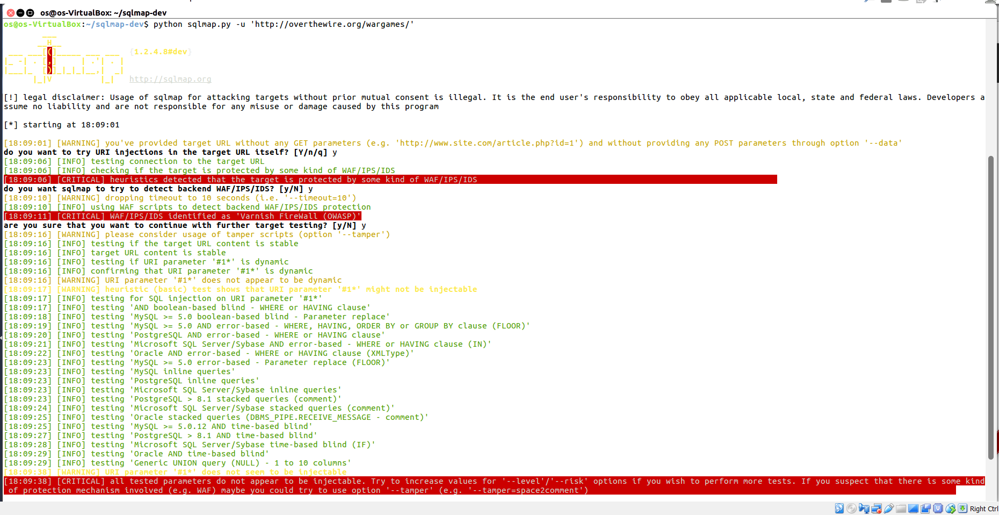 os@os-VirtualBox: ~/sqlmap-dev
os@os-VirtualBox:~/sqlmap-dev$ python sqlmap.py -u 'http://overthewire.org/wargames/'
        ___
       __H__
 ___ ___[(]_____ ___ ___  {1.2.4.8#dev}
|_ -| . [,]     | .'| . |
|___|_  [)]_|_|_|__,|  _|
      |_|V          |_|   http://sqlmap.org
[!] legal disclaimer: Usage of sqlmap for attacking targets without prior mutual consent is illegal. It is the end user's responsibility to obey all applicable local, state and federal laws. Developers a
ssume no liability and are not responsible for any misuse or damage caused by this program
[*] starting at 18:09:01
[18:09:01] [WARNING] you've provided target URL without any GET parameters (e.g. 'http://www.site.com/article.php?id=1') and without providing any POST parameters through option '--data'
do you want to try URI injections in the target URL itself? [Y/n/q] y
[18:09:06] [INFO] testing connection to the target URL
[18:09:06] [INFO] checking if the target is protected by some kind of WAF/IPS/IDS
[18:09:06] [CRITICAL] heuristics detected that the target is protected by some kind of WAF/IPS/IDS
do you want sqlmap to try to detect backend WAF/IPS/IDS? [y/N] y
[18:09:10] [WARNING] dropping timeout to 10 seconds (i.e. '--timeout=10')
[18:09:10] [INFO] using WAF scripts to detect backend WAF/IPS/IDS protection
[18:09:11] [CRITICAL] WAF/IPS/IDS identified as 'Varnish FireWall (OWASP)'
are you sure that you want to continue with further target testing? [y/N] y
[18:09:16] [WARNING] please consider usage of tamper scripts (option '--tamper')
[18:09:16] [INFO] testing if the target URL content is stable
[18:09:16] [INFO] target URL content is stable
[18:09:16] [INFO] testing if URI parameter '#1*' is dynamic
[18:09:16] [INFO] confirming that URI parameter '#1*' is dynamic
[18:09:16] [WARNING] URI parameter '#1*' does not appear to be dynamic
[18:09:17] [WARNING] heuristic (basic) test shows that URI parameter '#1*' might not be injectable
[18:09:17] [INFO] testing for SQL injection on URI parameter '#1*'
[18:09:17] [INFO] testing 'AND boolean-based blind - WHERE or HAVING clause'
[18:09:18] [INFO] testing 'MySQL >= 5.0 boolean-based blind - Parameter replace'
[18:09:19] [INFO] testing 'MySQL >= 5.0 AND error-based - WHERE, HAVING, ORDER BY or GROUP BY clause (FLOOR)'
[18:09:20] [INFO] testing 'PostgreSQL AND error-based - WHERE or HAVING clause'
[18:09:21] [INFO] testing 'Microsoft SQL Server/Sybase AND error-based - WHERE or HAVING clause (IN)'
[18:09:22] [INFO] testing 'Oracle AND error-based - WHERE or HAVING clause (XMLType)'
[18:09:23] [INFO] testing 'MySQL >= 5.0 error-based - Parameter replace (FLOOR)'
[18:09:23] [INFO] testing 'MySQL inline queries'
[18:09:23] [INFO] testing 'PostgreSQL inline queries'
[18:09:23] [INFO] testing 'Microsoft SQL Server/Sybase inline queries'
[18:09:23] [INFO] testing 'PostgreSQL > 8.1 stacked queries (comment)'
[18:09:24] [INFO] testing 'Microsoft SQL Server/Sybase stacked queries (comment)'
[18:09:25] [INFO] testing 'Oracle stacked queries (DBMS_PIPE.RECEIVE_MESSAGE - comment)'
[18:09:25] [INFO] testing 'MySQL >= 5.0.12 AND time-based blind'
[18:09:27] [INFO] testing 'PostgreSQL > 8.1 AND time-based blind'
[18:09:28] [INFO] testing 'Microsoft SQL Server/Sybase time-based blind (IF)'
[18:09:29] [INFO] testing 'Oracle AND time-based blind'
[18:09:29] [INFO] testing 'Generic UNION query (NULL) - 1 to 10 columns'
[18:09:38] [WARNING] URI parameter '#1*' does not seem to be injectable
[18:09:38] [CRITICAL] all tested parameters do not appear to be injectable. Try to increase values for '--level'/'--risk' options if you wish to perform more tests. If you suspect that there is some kind
 of protection mechanism involved (e.g. WAF) maybe you could try to use option '--tamper' (e.g. '--tamper=space2comment')
Right Ctrl